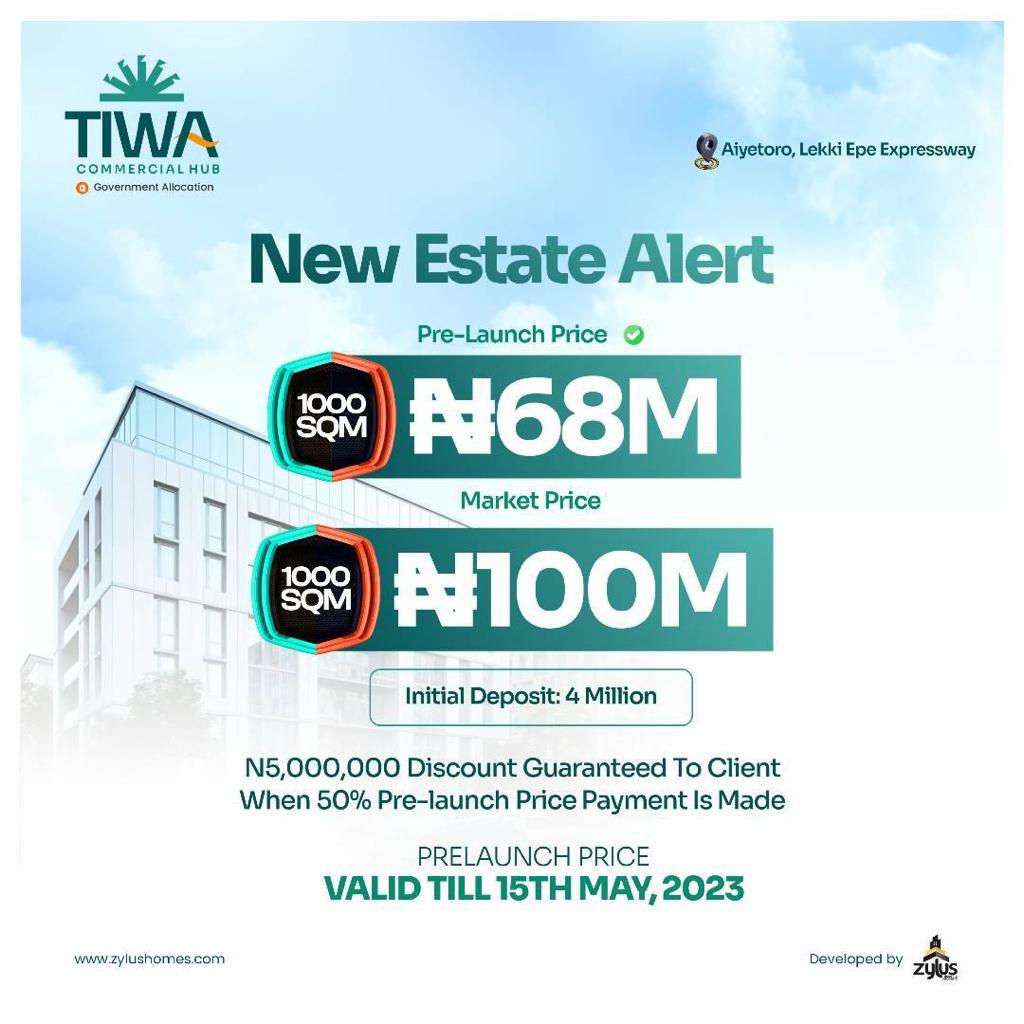 TIWA
COMMERCIAL HUB
Government Allocation
Aiyetoro, Lekki Epe Expressway
New Estate Alert
Pre-Launch Price
1000
SQM
₦68M
Market Price
1000
SQM
₦100M
Initial Deposit: 4 Million
N5,000,000 Discount Guaranteed To Client
When 50% Pre-launch Price Payment Is Made
PRELAUNCH PRICE
VALID TILL 15TH MAY, 2023
www.zylushomes.com
Developed by
zylus